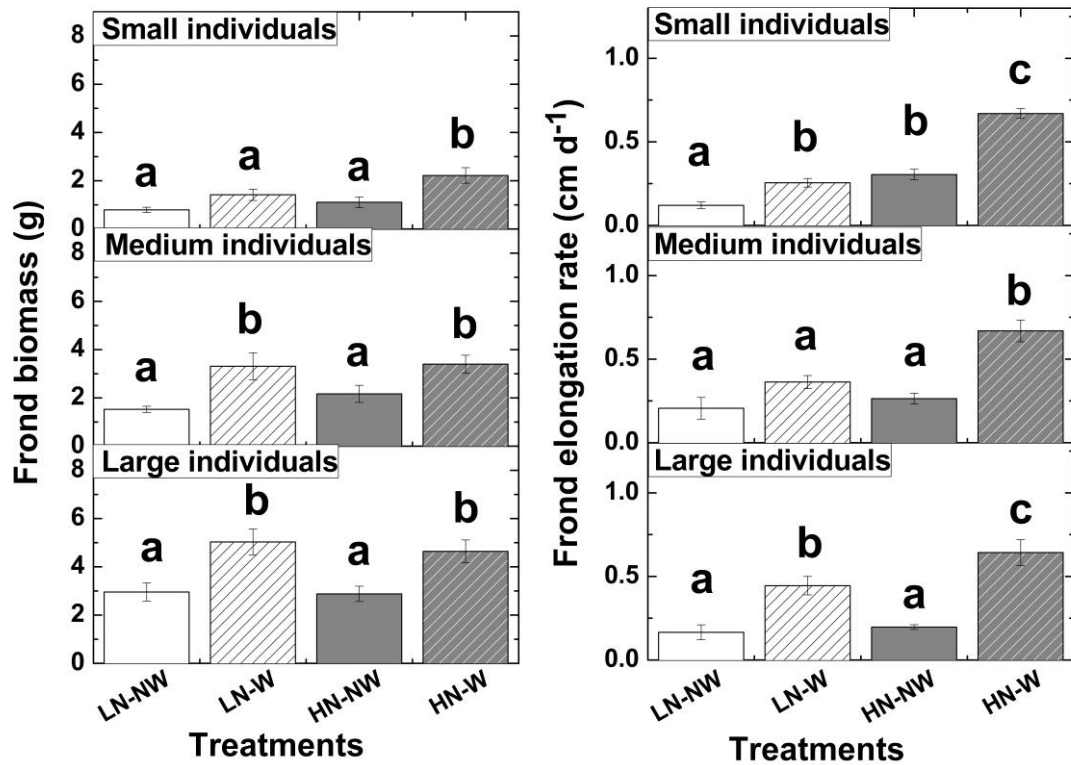 Frond biomass (g)
Small individuals
8
6
4
2
0
a
a
a
b
Medium individuals
8
6
4
2
0
a
b
a
b
Large individuals
8
6
4
2
0
a
b
a
b
LN-NW
LN-W
HN-NW
HN-W
Treatments
Frond elongation rate (cm d⁻¹)
Small individuals
1.0
0.5
0.0
a
b
b
c
Medium individuals
1.0
0.5
0.0
a
a
a
b
Large individuals
1.0
0.5
0.0
a
b
a
c
LN-NW
LN-W
HN-NW
HN-W
Treatments